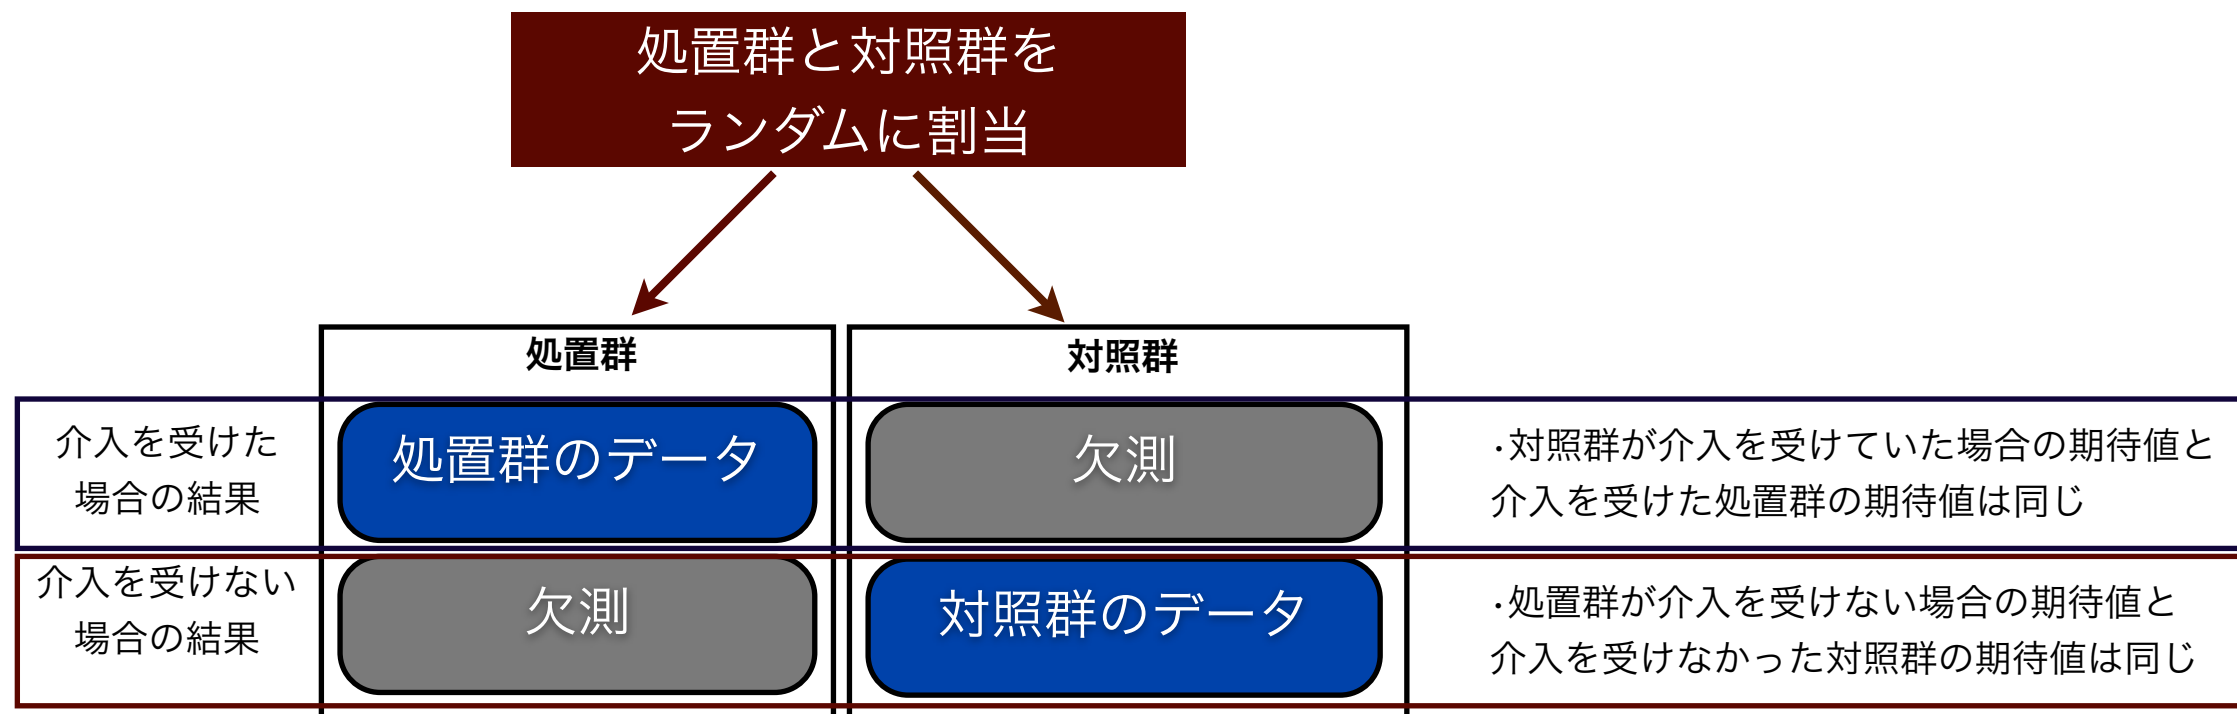 処置群と対照群を
ランダムに割当
処置群
対照群
介入を受けた
場合の結果
処置群のデータ
欠測
・対照群が介入を受けていた場合の期待値と
介入を受けた処置群の期待値は同じ
介入を受けない
場合の結果
欠測
対照群のデータ
・処置群が介入を受けない場合の期待値と
介入を受けなかった対照群の期待値は同じ